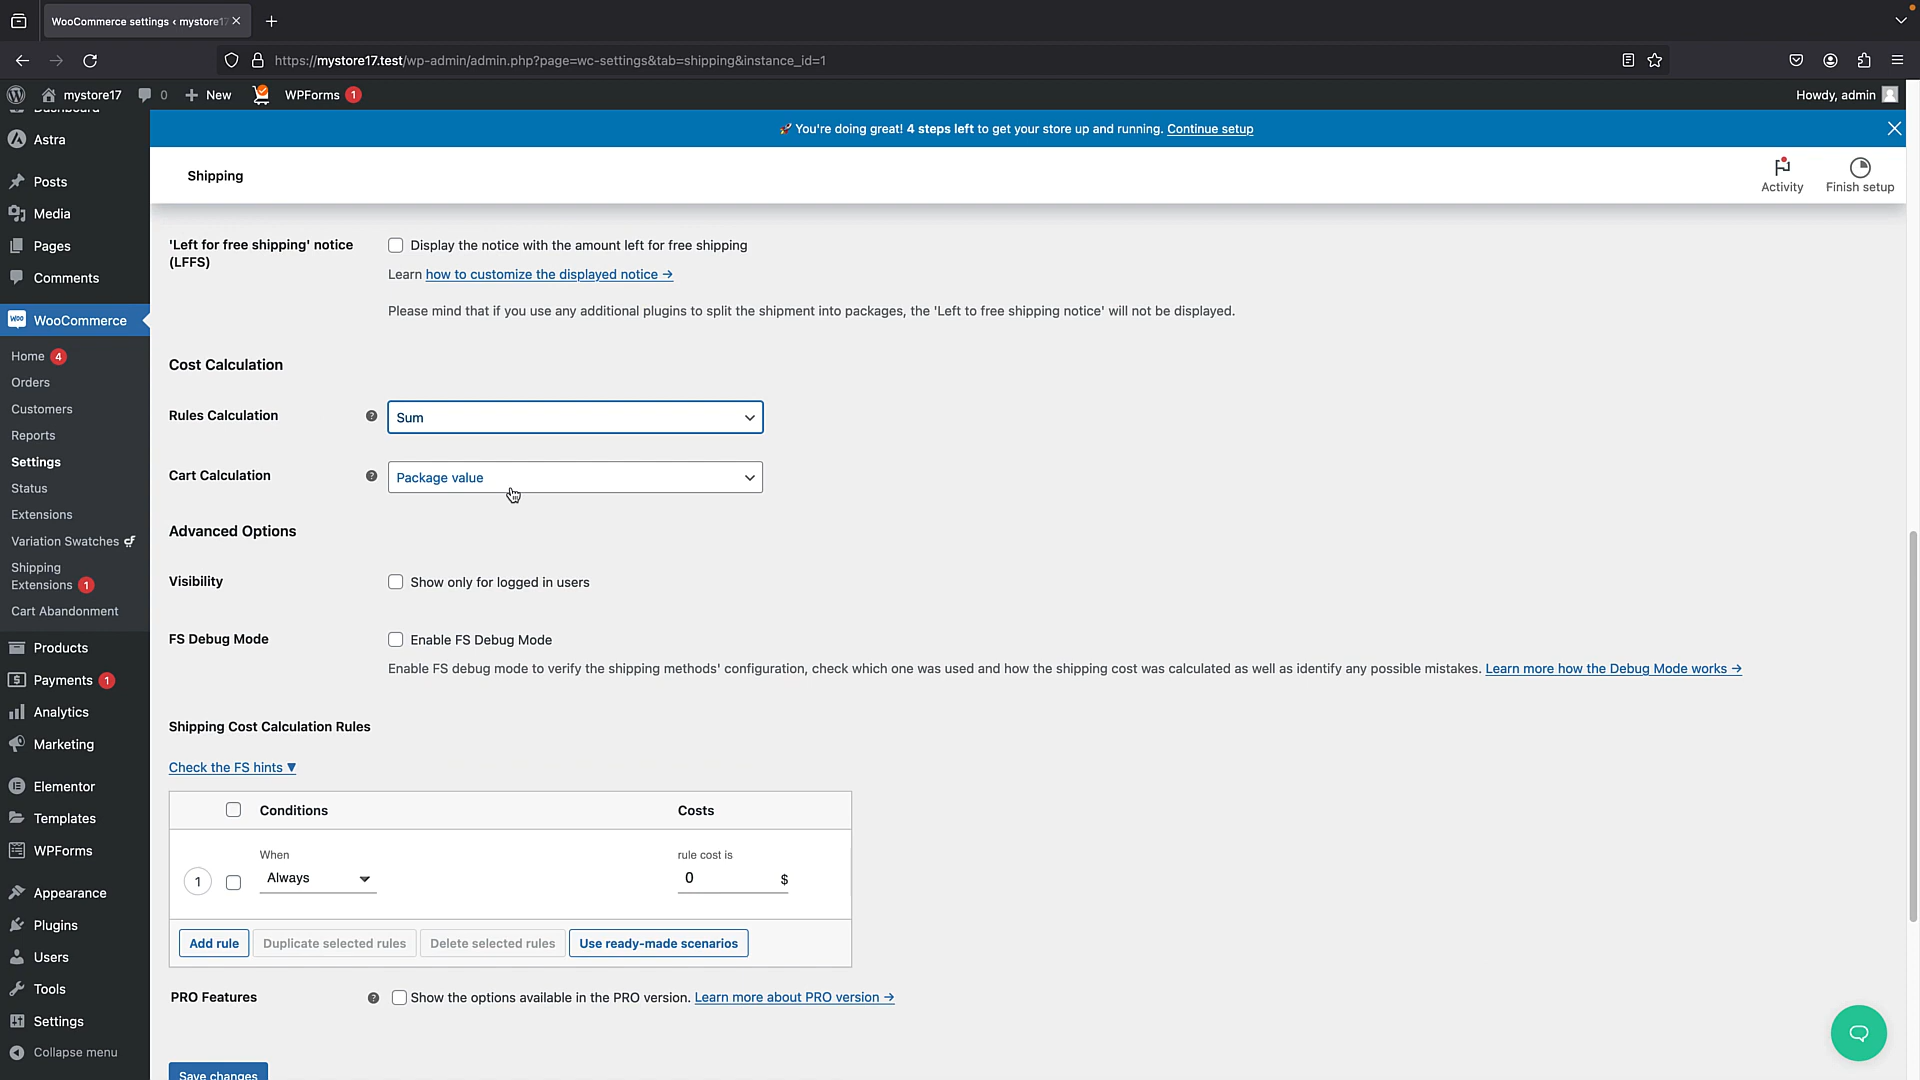 WooCommerce settings ‹ mystore17
https://mystore17.test/wp-admin/admin.php?page=wc-settings&tab=shipping&instance_id=1
mystore17
0
New
WPForms 1
Howdy, admin
Dashboard
Astra
Posts
Media
Pages
Comments
WooCommerce
Home 4
Orders
Customers
Reports
Settings
Status
Extensions
Variation Swatches
Shipping
Extensions 1
Cart Abandonment
Products
Payments 1
Analytics
Marketing
Elementor
Templates
WPForms
Appearance
Plugins
Users
Tools
Settings
Collapse menu
🚀 You're doing great! 4 steps left to get your store up and running. Continue setup
Shipping
Activity
Finish setup
'Left for free shipping' notice
(LFFS)
Display the notice with the amount left for free shipping
Learn how to customize the displayed notice →
Please mind that if you use any additional plugins to split the shipment into packages, the 'Left to free shipping notice' will not be displayed.
Cost Calculation
Rules Calculation
Sum
Cart Calculation
Package value
Advanced Options
Visibility
Show only for logged in users
FS Debug Mode
Enable FS Debug Mode
Enable FS debug mode to verify the shipping methods' configuration, check which one was used and how the shipping cost was calculated as well as identify any possible mistakes. Learn more how the Debug Mode works →
Shipping Cost Calculation Rules
Check the FS hints ▼
Conditions
Costs
When
rule cost is
1
Always
0
$
Add rule
Duplicate selected rules
Delete selected rules
Use ready-made scenarios
PRO Features
Show the options available in the PRO version. Learn more about PRO version →
Save changes